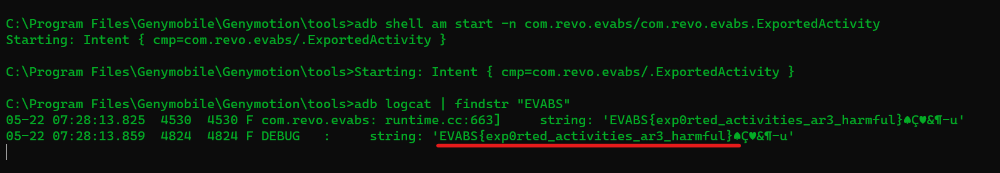 C:\Program Files\Genymobile\Genymotion\tools>adb shell am start -n com.revo.evabs/com.revo.evabs.ExportedActivity
Starting: Intent { cmp=com.revo.evabs/.ExportedActivity }
C:\Program Files\Genymobile\Genymotion\tools>Starting: Intent { cmp=com.revo.evabs/.ExportedActivity }
C:\Program Files\Genymobile\Genymotion\tools>adb logcat | findstr "EVABS"
05-22 07:28:13.825  4530  4530 F com.revo.evabs: runtime.cc:663]     string: 'EVABS{exp0rted_activities_ar3_harmful}♠Ç♥&¶-u'
05-22 07:28:13.859  4824  4824 F DEBUG   :     string: 'EVABS{exp0rted_activities_ar3_harmful}♠Ç♥&¶-u'